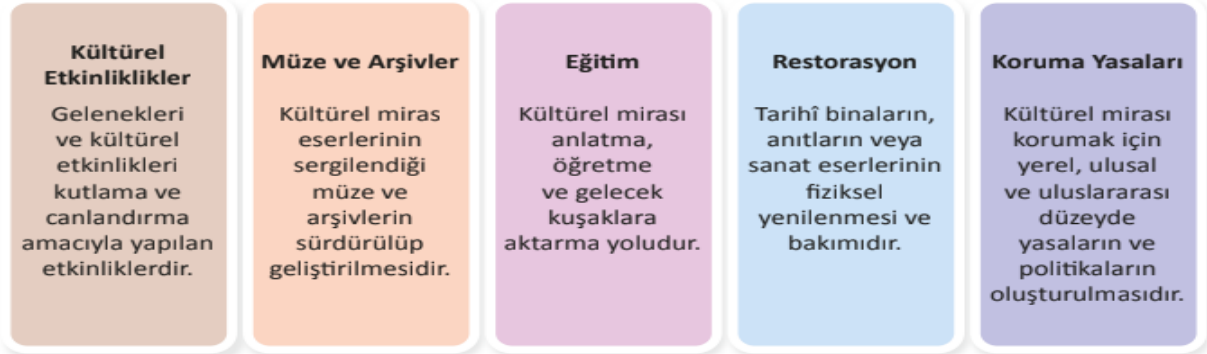 Kültürel
Etkinliklikler
Gelenekleri
ve kültürel
etkinlikleri
kutlama ve
canlandırma
amacıyla yapılan
etkinliklerdir.
Müze ve Arşivler
Kültürel miras
eserlerinin
sergilendiği
müze ve
arşivlerin
sürdürülüp
geliştirilmesidir.
Eğitim
Kültürel mirası
anlatma,
öğretme
ve gelecek
kuşaklara
aktarma yoludur.
Restorasyon
Tarihî binaların,
anıtların veya
sanat eserlerinin
fiziksel
yenilenmesi ve
bakımıdır.
Koruma Yasaları
Kültürel mirası
korumak için
yerel, ulusal
ve uluslararası
düzeyde
yasaların ve
politikaların
oluşturulmasıdır.